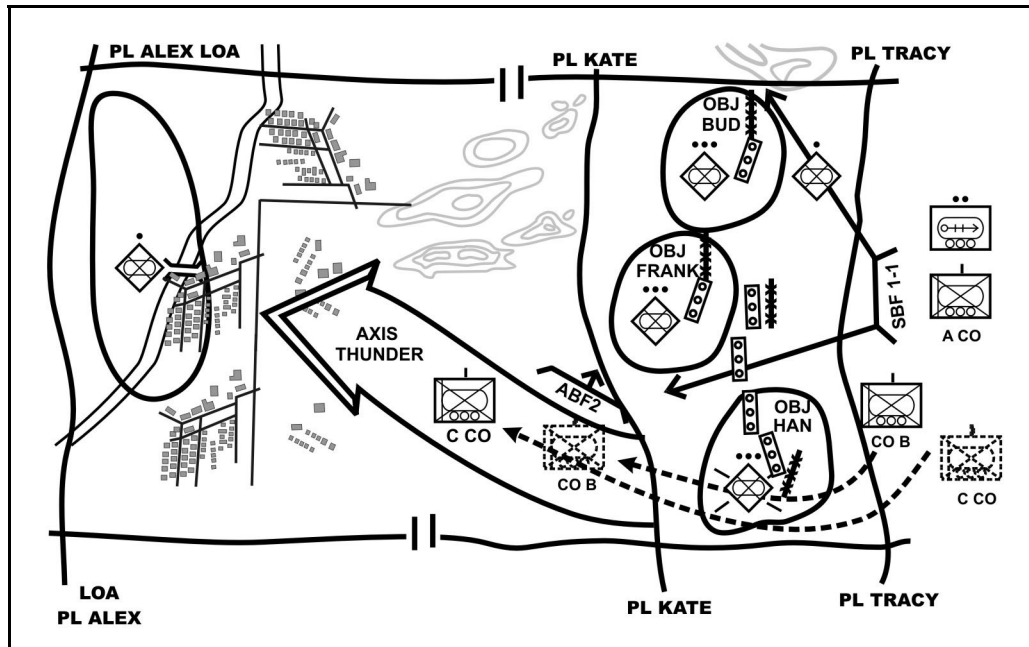 PL ALEX LOA
PL KATE
PL TRACY
OBJ
BUD
OBJ
FRANK
SBF 1-1
A CO
AXIS
THUNDER
ABF2
C CO
CO B
OBJ
HAN
CO B
C CO
LOA
PL ALEX
PL KATE
PL TRACY